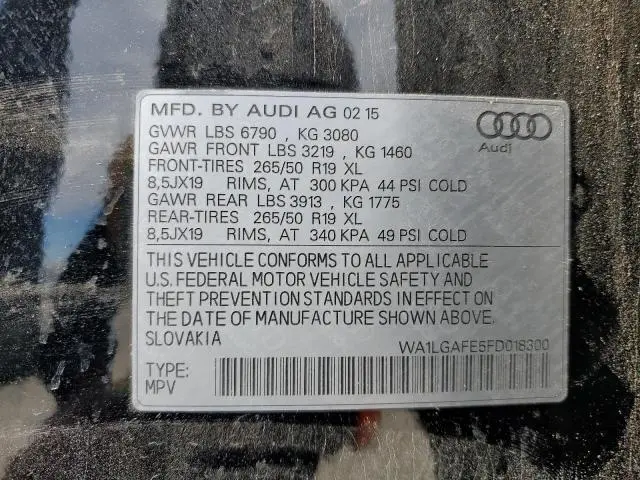 MFD. BY AUDI AG 02 15
GVWR LBS 6790 , KG 3080
GAWR FRONT LBS 3219 , KG 1460
FRONT-TIRES 265/50 R19 XL
8,5JX19 RIMS, AT 300 KPA 44 PSI COLD
GAWR REAR LBS 3913 , KG 1775
REAR-TIRES 265/50 R19 XL
8,5JX19 RIMS, AT 340 KPA 49 PSI COLD
Audi
THIS VEHICLE CONFORMS TO ALL APPLICABLE
U.S. FEDERAL MOTOR VEHICLE SAFETY AND
THEFT PREVENTION STANDARDS IN EFFECT ON
THE DATE OF MANUFACTURE SHOWN ABOVE.
SLOVAKIA
WA1LGAFE5FD018300
TYPE:
MPV